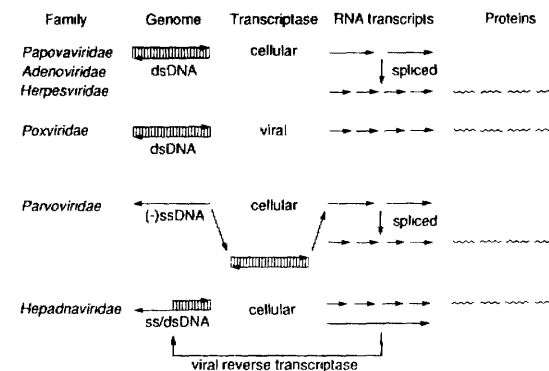 Family Genome Transcriptase RNA transcripts Proteins
Papovaviridae cellular
Adenoviridae dsDNA spliced
Herpesviridae
Poxviridae viral
dsDNA
Parvoviridae cellular
(-)ssDNA spliced
Hepadnaviridae cellular
ss/dsDNA
viral reverse transcriptase